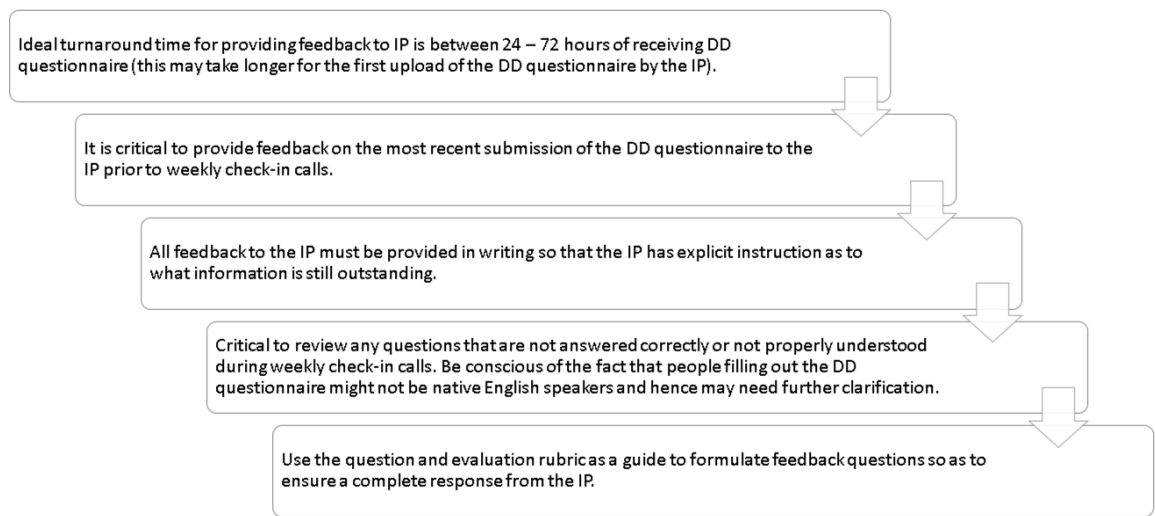 Ideal turnaround time for providing feedback to IP is between 24 – 72 hours of receiving DD
questionnaire (this may take longer for the first upload of the DD questionnaire by the IP).
It is critical to provide feedback on the most recent submission of the DD questionnaire to the
IP prior to weekly check-in calls.
All feedback to the IP must be provided in writing so that the IP has explicit instruction as to
what information is still outstanding.
Critical to review any questions that are not answered correctly or not properly understood
during weekly check-in calls. Be conscious of the fact that people filling out the DD
questionnaire might not be native English speakers and hence may need further clarification.
Use the question and evaluation rubric as a guide to formulate feedback questions so as to
ensure a complete response from the IP.